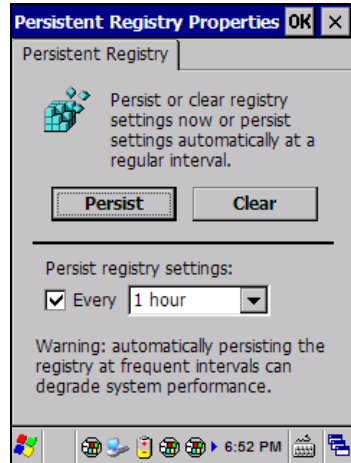 Persistent Registry Properties OK ×
Persistent Registry
Persist or clear registry
settings now or persist
settings automatically at a
regular interval.
Persist Clear
Persist registry settings:
Every 1 hour
Warning: automatically persisting the
registry at frequent intervals can
degrade system performance.
6:52 PM